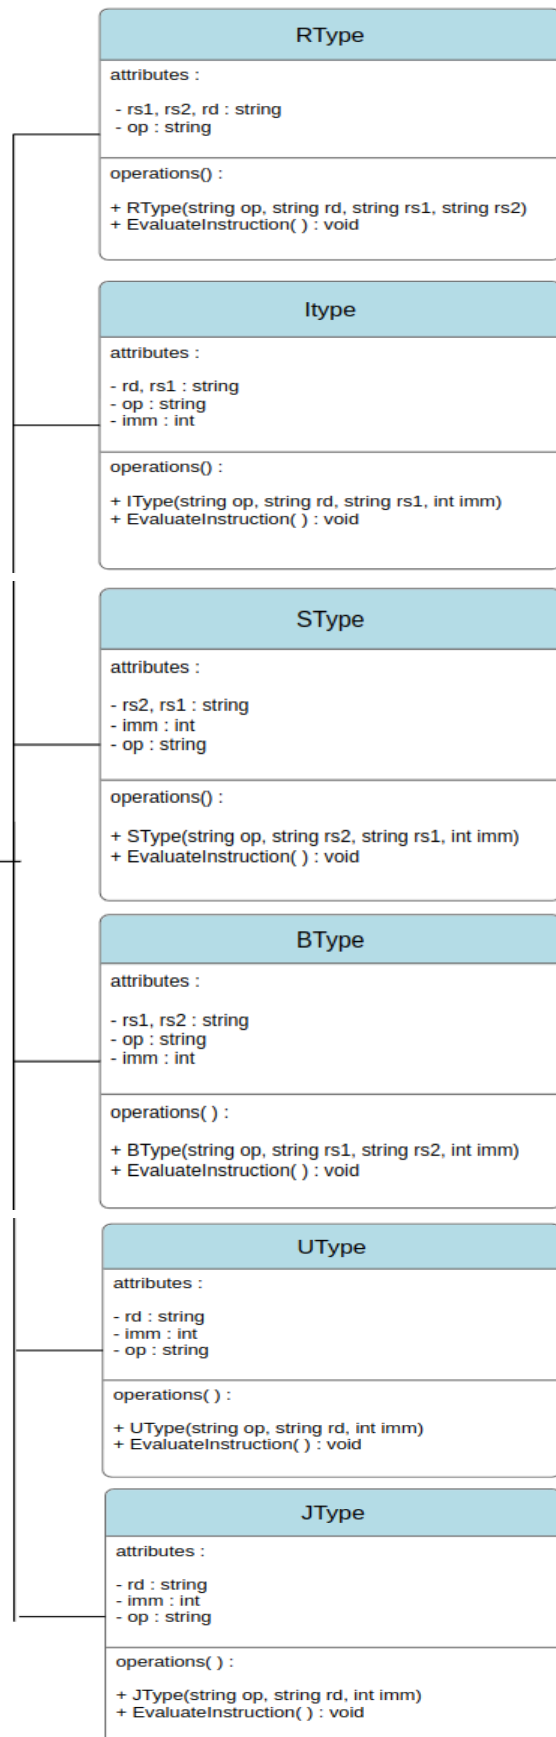 RType
attributes :
- rs1, rs2, rd : string
- op : string
operations() :
+ RType(string op, string rd, string rs1, string rs2)
+ EvaluateInstruction( ) : void
Itype
attributes :
- rd, rs1 : string
- op : string
- imm : int
operations() :
+ IType(string op, string rd, string rs1, int imm)
+ EvaluateInstruction( ) : void
SType
attributes :
- rs2, rs1 : string
- imm : int
- op : string
operations() :
+ SType(string op, string rs2, string rs1, int imm)
+ EvaluateInstruction( ) : void
BType
attributes :
- rs1, rs2 : string
- op : string
- imm : int
operations( ) :
+ BType(string op, string rs1, string rs2, int imm)
+ EvaluateInstruction( ) : void
UType
attributes :
- rd : string
- imm : int
- op : string
operations( ) :
+ UType(string op, string rd, int imm)
+ EvaluateInstruction( ) : void
JType
attributes :
- rd : string
- imm : int
- op : string
operations( ) :
+ JType(string op, string rd, int imm)
+ EvaluateInstruction( ) : void